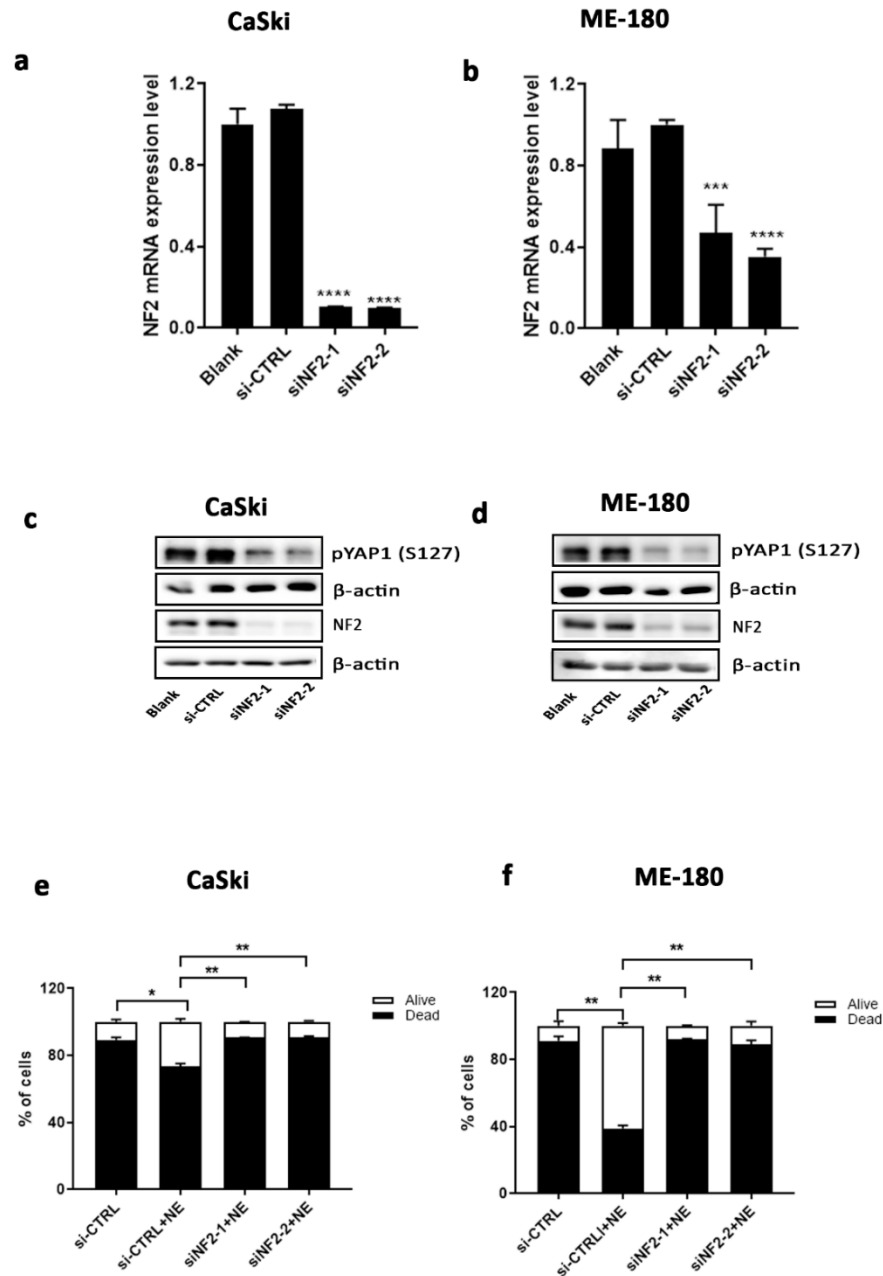 CaSki
ME-180
a
b
NF2 mRNA expression level
1.2
0.8
0.4
0.0
****
****
Blank
si-CTRL
siNF2-1
siNF2-2
NF2 mRNA expression level
1.2
0.8
0.4
0.0
***
****
Blank
si-CTRL
siNF2-1
siNF2-2
c
CaSki
d
ME-180
pYAP1 (S127)
β-actin
NF2
β-actin
Blank
si-CTRL
siNF2-1
siNF2-2
pYAP1 (S127)
β-actin
NF2
β-actin
Blank
si-CTRL
siNF2-1
siNF2-2
e
CaSki
f
ME-180
% of cells
120
80
40
0
*
**
**
Alive
Dead
si-CTRL
si-CTRL+NE
siNF2-1+NE
siNF2-2+NE
% of cells
120
80
40
0
**
**
**
Alive
Dead
si-CTRL
si-CTRLl+NE
siNF2-1+NE
siNF2-2+NE